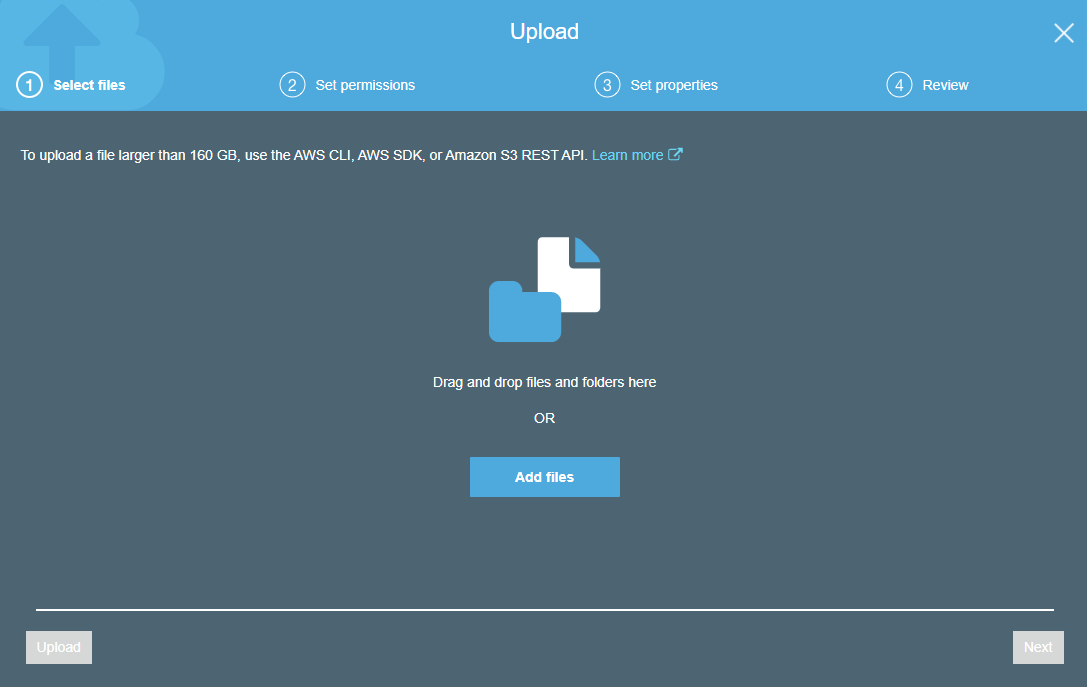 Upload
1 Select files
2 Set permissions
3 Set properties
4 Review
To upload a file larger than 160 GB, use the AWS CLI, AWS SDK, or Amazon S3 REST API. Learn more
Drag and drop files and folders here
OR
Add files
Upload
Next